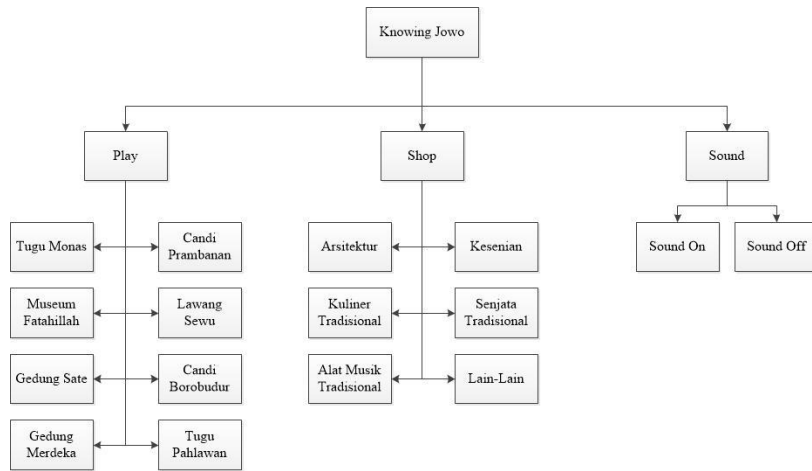 Knowing Jowo
Play
Shop
Sound
Tugu Monas
Candi
Prambanan
Museum
Fatahillah
Lawang
Sewu
Gedung Sate
Candi
Borobudur
Gedung
Merdeka
Tugu
Pahlawan
Arsitektur
Kesenian
Kuliner
Tradisional
Senjata
Tradisional
Alat Musik
Tradisional
Lain-Lain
Sound On
Sound Off